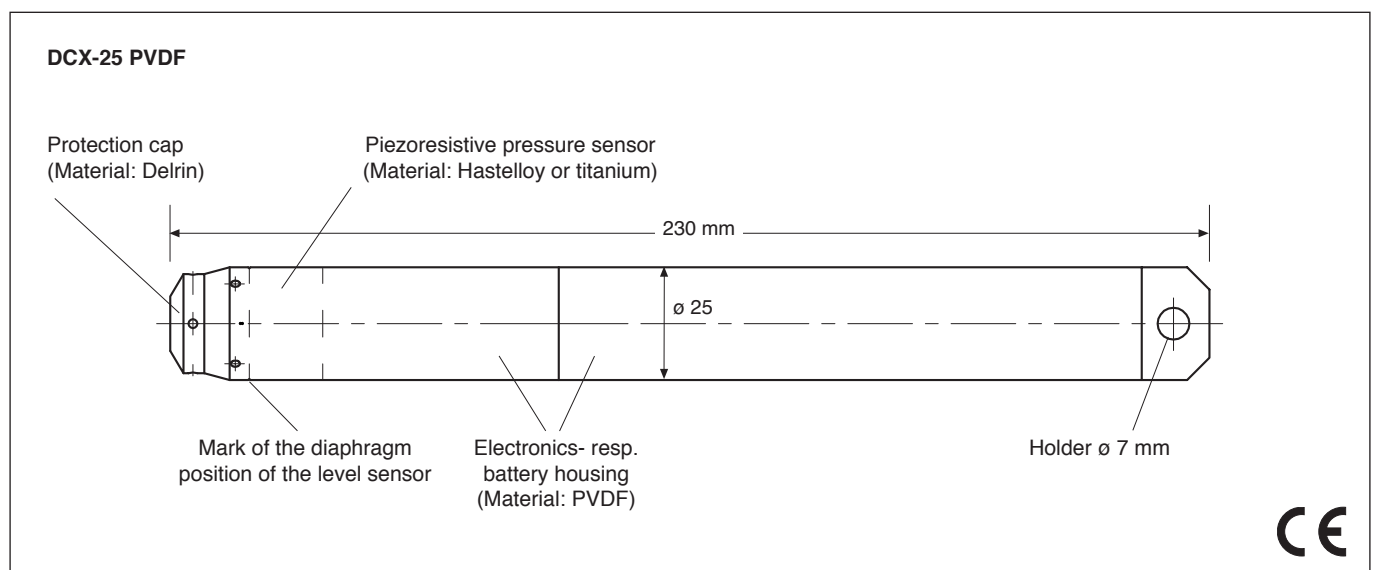 DCX-25 PVDF
Protection cap
(Material: Delrin)
Piezoresistive pressure sensor
(Material: Hastelloy or titanium)
230 mm
ø 25
Mark of the diaphragm
position of the level sensor
Electronics- resp.
battery housing
(Material: PVDF)
Holder ø 7 mm
CE